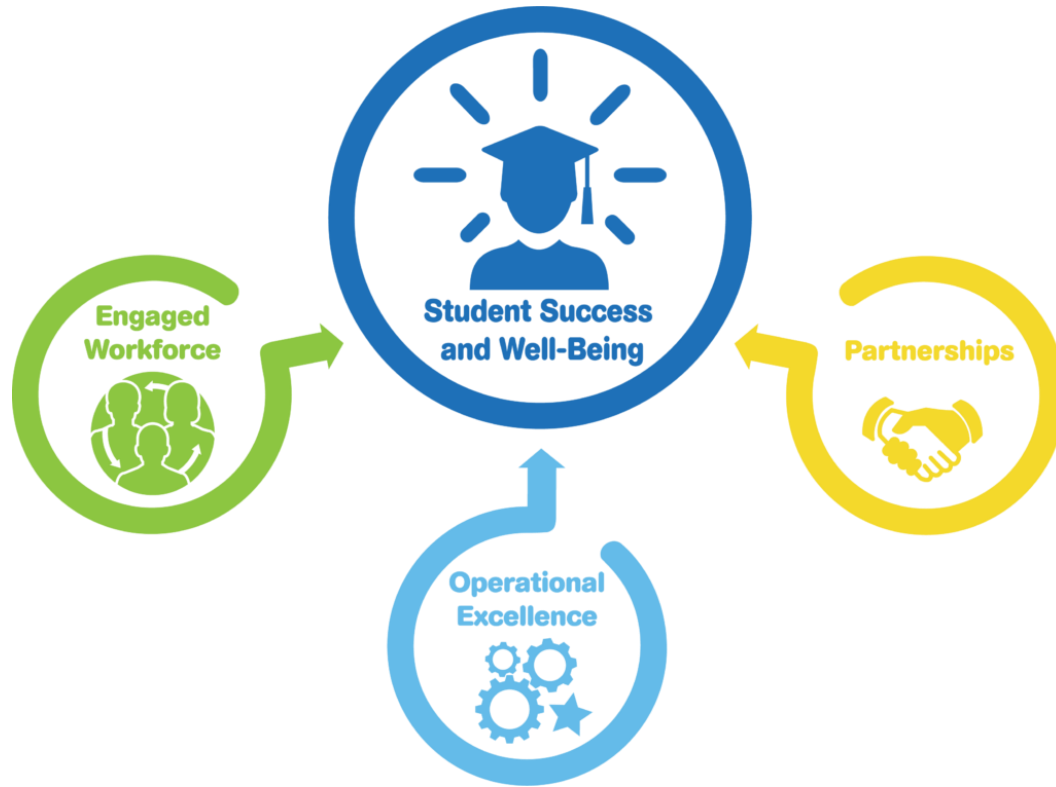 Student Success
and Well-Being
Engaged
Workforce
Partnerships
Operational
Excellence